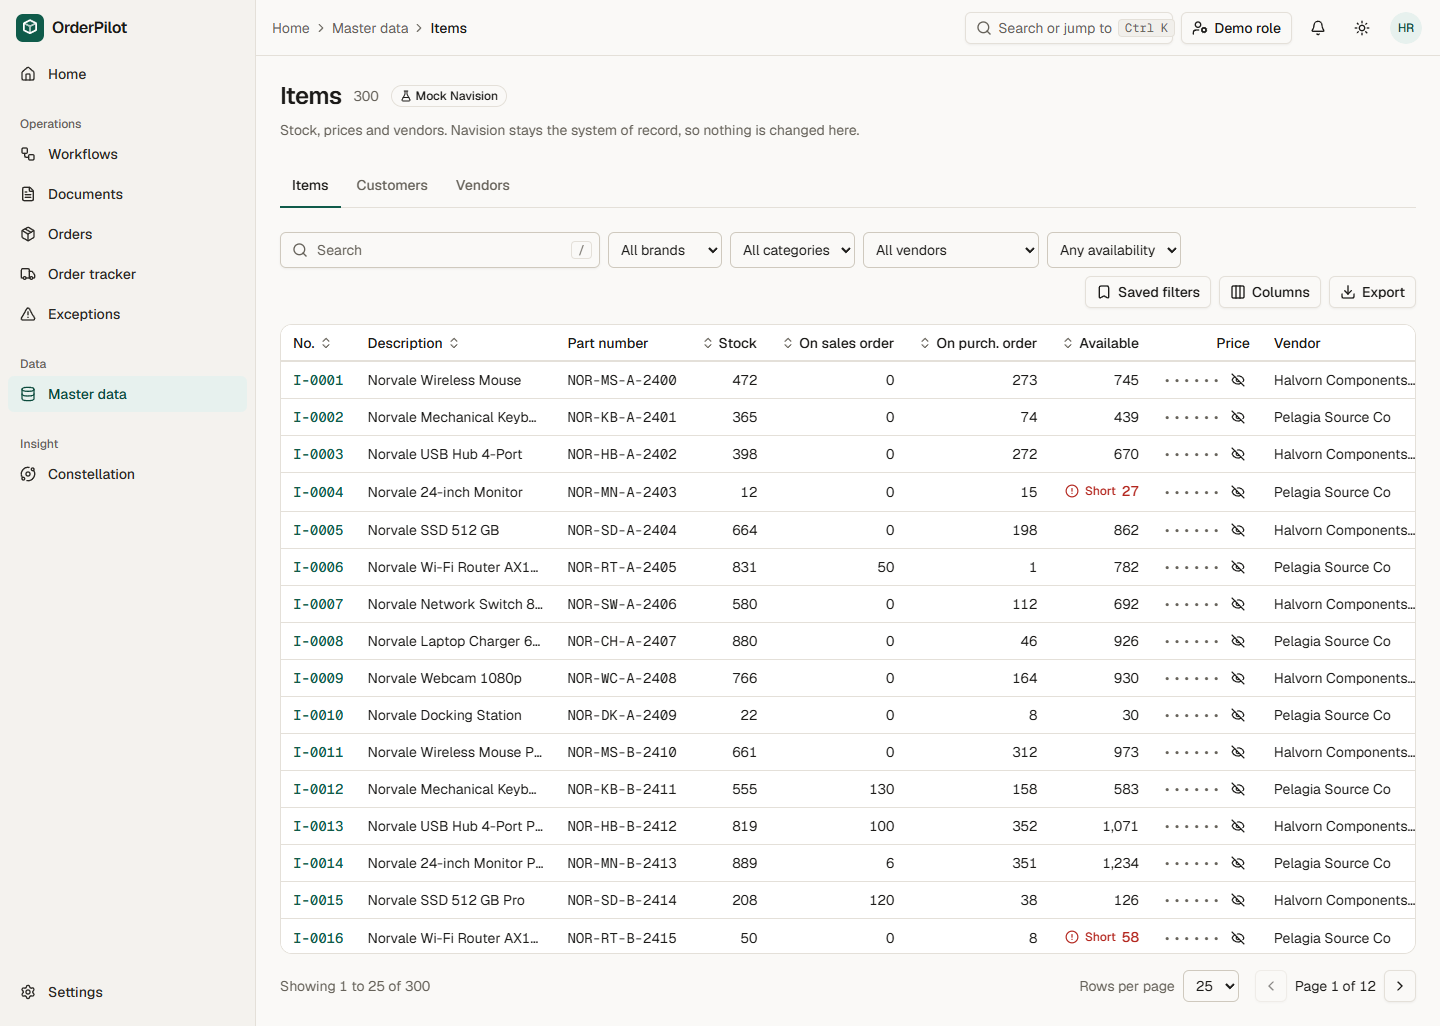 OrderPilot
Home > Master data > Items
Search or jump to Ctrl K
Demo role
HR
Home
Operations
Workflows
Documents
Orders
Order tracker
Exceptions
Data
Master data
Insight
Constellation
Settings
Items 300 Mock Navision
Stock, prices and vendors. Navision stays the system of record, so nothing is changed here.
Items Customers Vendors
Search / All brands All categories All vendors Any availability
Saved filters Columns Export
No. Description Part number Stock On sales order On purch. order Available Price Vendor
I-0001 Norvale Wireless Mouse NOR-MS-A-2400 472 0 273 745 •••••• Halvorn Components…
I-0002 Norvale Mechanical Keyb… NOR-KB-A-2401 365 0 74 439 •••••• Pelagia Source Co
I-0003 Norvale USB Hub 4-Port NOR-HB-A-2402 398 0 272 670 •••••• Halvorn Components…
I-0004 Norvale 24-inch Monitor NOR-MN-A-2403 12 0 15 Short 27 •••••• Pelagia Source Co
I-0005 Norvale SSD 512 GB NOR-SD-A-2404 664 0 198 862 •••••• Halvorn Components…
I-0006 Norvale Wi-Fi Router AX1… NOR-RT-A-2405 831 50 1 782 •••••• Pelagia Source Co
I-0007 Norvale Network Switch 8… NOR-SW-A-2406 580 0 112 692 •••••• Halvorn Components…
I-0008 Norvale Laptop Charger 6… NOR-CH-A-2407 880 0 46 926 •••••• Pelagia Source Co
I-0009 Norvale Webcam 1080p NOR-WC-A-2408 766 0 164 930 •••••• Halvorn Components…
I-0010 Norvale Docking Station NOR-DK-A-2409 22 0 8 30 •••••• Pelagia Source Co
I-0011 Norvale Wireless Mouse P… NOR-MS-B-2410 661 0 312 973 •••••• Halvorn Components…
I-0012 Norvale Mechanical Keyb… NOR-KB-B-2411 555 130 158 583 •••••• Pelagia Source Co
I-0013 Norvale USB Hub 4-Port P… NOR-HB-B-2412 819 100 352 1,071 •••••• Halvorn Components…
I-0014 Norvale 24-inch Monitor P… NOR-MN-B-2413 889 6 351 1,234 •••••• Pelagia Source Co
I-0015 Norvale SSD 512 GB Pro NOR-SD-B-2414 208 120 38 126 •••••• Halvorn Components…
I-0016 Norvale Wi-Fi Router AX1… NOR-RT-B-2415 50 0 8 Short 58 •••••• Pelagia Source Co
Showing 1 to 25 of 300
Rows per page 25 Page 1 of 12